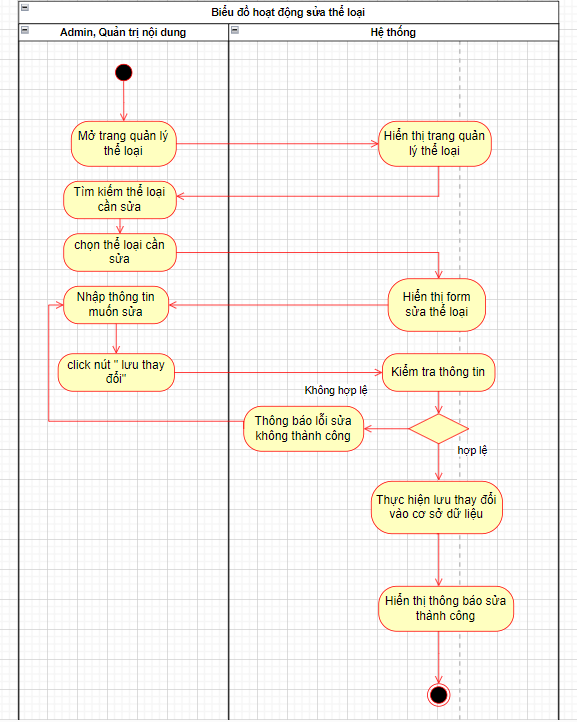 Biểu đồ hoạt động sửa thể loại
Admin, Quản trị nội dung
Hệ thống
Mở trang quản lý
thể loại
Hiển thị trang quản
lý thể loại
Tìm kiếm thể loại
cần sửa
chọn thể loại cần
sửa
Nhập thông tin
muốn sửa
Hiển thị form
sửa thể loại
click nút " lưu thay
đổi"
Kiểm tra thông tin
Không hợp lệ
Thông báo lỗi sửa
không thành công
hợp lệ
Thực hiện lưu thay đổi
vào cơ sở dữ liệu
Hiển thị thông báo sửa
thành công